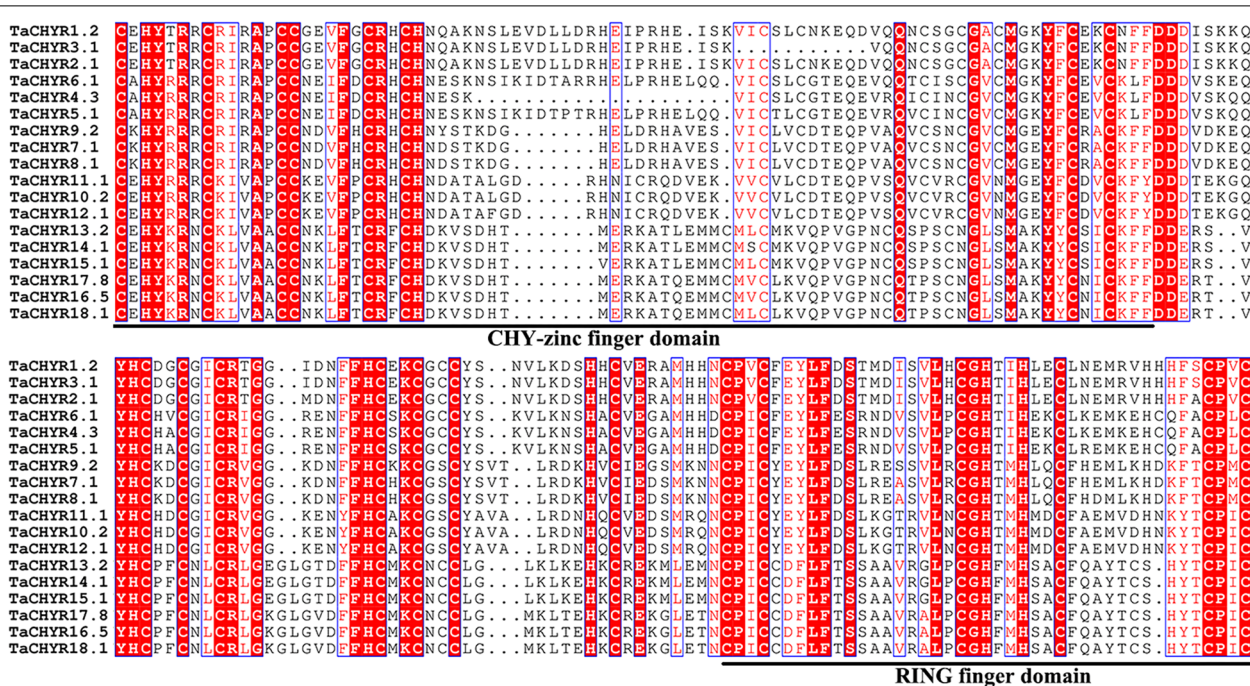 TaCHYR1.2 CEHYTRRCRIRAPCCGEVFGCRHCHNQAKNSLEVDLLDRHEIPRHE.ISKVICSLCNKEQDVQQNCSGCGACMGKYFCEKCNFFDDDISKKQ
TaCHYR3.1 CEHYTRRCRIRAPCCGEVFGCRHCHNQAKNSLEVDLLDRHEIPRHE.ISK............VQQNCSGCGACMGKYFCEKCNFFDDDISKKQ
TaCHYR2.1 CEHYTRRCRIRAPCCGEVFGCRHCHNQAKNSLEVDLLDRHEIPRHE.ISKVICSLCNKEQDVQQNCSGCGACMGKYFCEKCNFFDDDISKKQ
TaCHYR6.1 CAHYRRRCRIRAPCCNEIFDCRHCHNESKNSIKIDTARRHELPRHELQQ.VICSLCGTEQEVRQTCISCGVCMGKYFCEVCKLFDDDVSKQQ
TaCHYR4.3 CAHYRRRCRIRAPCCNEIFDCRHCHNESK.....................VICSLCGTEQEVRQICINCGVCMGKYFCEVCKLFDDDVSKQQ
TaCHYR5.1 CAHYRRRCRIRAPCCNEIFDCRHCHNESKNSIKIDTPTRHELPRHELQQ.VICTLCGTEQEVRQVCINCGVCMGKYFCEVCKLFDDDVSKQQ
TaCHYR9.2 CKHYRRRCRIRAPCCNDVFHCRHCHNYSTKDG.......HELDRHAVES.VICLVCDTEQPVAQVCSNCGVCMGEYFCRACKFFDDDVDKEQ
TaCHYR7.1 CKHYRRRCRIRAPCCNDVFHCRHCHNDSTKDG.......HELDRHAVES.VICLVCDTEQPVAQVCSNCGVCMGEYFCRACKFFDDDVDKEQ
TaCHYR8.1 CKHYRRRCRIRAPCCNDVFHCRHCHNDSTKDG.......HELDRHAVES.VICLVCDTEQPVAQVCSNCGVCMGEYFCRACKFFDDDVDKEQ
TaCHYR11.1 CEHYRRRCKIVAPCCKEVFPCRHCHNDATALGD......RHNICRQDVEK.VVCVLCDTEQPVSQVCVRCGVNMGEYFCDVCKFYDDDTEKGQ
TaCHYR10.2 CEHYRRRCKIVAPCCKEVFPCRHCHNDATALGD......RHNICRQDVEK.VVCVLCDTEQPVSQVCVRCGVNMGEYFCDVCKFYDDDTEKGQ
TaCHYR12.1 CEHYRRRCKIVAPCCKEVFPCRHCHNDATAFGD......RHNICRQDVEK.VVCVLCDTEQPVSQVCVRCGVNMGEYFCDVCKFYDDDTEKGQ
TaCHYR13.2 CEHYKRNCKLVAACCNKLFTCRFCHDKVSDHT.......MERKATLEMMCMLCMKVQPVGPNCQSPSCNGLSMAKYYCSICKFFDDERS..V
TaCHYR14.1 CEHYKRNCKLVAACCNKLFTCRFCHDKVSDHT.......MERKATLEMMCMSCMKVQPVGPNCQSPSCNGLSMAKYYCSICKFFDDERS..V
TaCHYR15.1 CEHYKRNCKLVAACCNKLFTCRFCHDKVSDHT.......VERKATLEMMCMLCMKVQPVGPNCQSPSCNGLSMAKYYCSICKFFDDERS..V
TaCHYR17.8 CEHYKRNCKLVAACCNKLFTCRFCHDKVSDHT.......MERKATQEMMCMVCLKVQPVGPNCQTPSCNGLSMAKYYCNICKFFDDERT..V
TaCHYR16.5 CEHYKRNCKLVAACCNKLFTCRFCHDKVSDHT.......MERKATQEMMCMVCLKVQPVGPNCQTPSCNGLSMAKYYCNICKFFDDERT..V
TaCHYR18.1 CEHYKRNCKLVAACCNKLFTCRFCHDKVSDHT.......MERKATQEMMCMVCLKVQPVGPNCQTPSCNGLSMAKYYCNICKFFDDERT..V
CHY-zinc finger domain
TaCHYR1.2 YHCDGCGICRTGG..IDNFFHCEKCGCCYS..NVLKDSHHCVERAMHHNCPVCFEYLFDSTMDISVLHCGHTIHLECLNEMRVHHHFSCPVC
TaCHYR3.1 YHCDGCGICRTGG..IDNFFHCEKCGCCYS..NVLKDSHHCVERAMHHNCPVCFEYLFDSTMDISVLHCGHTIHLECLNEMRVHHHFSCPVC
TaCHYR2.1 YHCDGCGICRTGG..MDNFFHCSKCGCCYS..NVLKDSHHCVERAMHHNCPVCFEYLFDSTMDISVLHCGHTIHLECLNEMRVHHHFACPVC
TaCHYR6.1 YHCHVCGICRIGG..RENFFHCSKCGCCYS..KVLKNSHACVEGAMHHDCPICFEYLFESRNDVSVLPCGHTIHEKCLKEMKEHCQFACPLC
TaCHYR4.3 YHCHACGICRIGG..RENFFHCSKCGCCYS..KVLKNSHACVEGAMHHDCPICFEYLFESRNDVSVLPCGHTIHEKCLKEMKEHCQFACPLC
TaCHYR5.1 YHCHACGICRIGG..RENFFHCSKCGCCYS..KVLKNSHACVEGAMHHDCPICFEYLFESRNDVSVLPCGHTIHEKCLKEMKEHCQFACPLC
TaCHYR9.2 YHCKDCGICRVGG..KDNFFHCKKCGSCYSVT..LRDKHVCIEGSMKNNCPICYEYLFDSLRESSVLRCGHTMHLQCFHEMLKHDKFTCPMC
TaCHYR7.1 YHCKDCGICRVGG..KDNFFHCHKCGSCYSVT..LRDKHVCIEDSMKNNCPICYEYLFDSLREASVLRCGHTMHLQCFHEMLKHDKFTCPMC
TaCHYR8.1 YHCKDCGICRVGG..KDNFFHCHKCGSCYSVT..LRDKHVCIEDSMKNNCPICYEYLFDSLREASVLRCGHTMHLQCFHDMLKHDKFTCPMC
TaCHYR11.1 YHCHDCGICRVGG..KENYFHCAKCGSCYAVA..LRDNHQCVEDSMRQNCPICYEYLFDSLKGTRVLNCGHTMHMDCFAEMVDHNKYTCPIC
TaCHYR10.2 YHCHDCGICRVGG..KENYFHCAKCGSCYAVA..LRDNHQCVEDSMRQNCPICYEYLFDSLKGTRVLNCGHTMHMDCFAEMVDHNKYTCPIC
TaCHYR12.1 YHCHDCGICRVGG..KENYFHCAKCGSCYAVA..LRDNHQCVEDSMRQNCPICYEYLFDSLKGTRVLNCGHTMHMDCFAEMVDHNKYTCPIC
TaCHYR13.2 YHCPFCNLCRLGEGLGTDFFHCMKCNCCLG...LKLKEHKCREKMLEMNCPICCDFLFTSSAAVRGLPCGHFMHSACFQAYTCS.HYTCPIC
TaCHYR14.1 YHCPFCNLCRLGEGLGTDFFHCMKCNCCLG...LKLKEHKCREKMLEMNCPICCDFLFTSSAAVRGLPCGHFMHSACFQAYTCS.HYTCPIC
TaCHYR15.1 YHCPFCNLCRLGKGLGTDFFHCMKCNCCLG...LKLKEHKCREKMLEMNCPICCDFLFTSSAAVRGLPCGHFMHSACFQAYTCS.HYTCPIC
TaCHYR17.8 YHCPFCNLCRLGKGLGVDFFHCMKCNCCLG...MKLTEHKCREKGLETNCPICCDFLFTSSAAVRALPCGHFMHSACFQAYTCS.HYTCPIC
TaCHYR16.5 YHCPFCNLCRLGKGLGVDFFHCMKCNCCLG...MKLTEHKCREKGLETNCPICCDFLFTSSAAVRALPCGHFMHSACFQAYTCS.HYTCPIC
TaCHYR18.1 YHCPFCNLCRLGKGLGVDFFHCMKCNCCLG...MKLTEHKCREKGLETNCPICCDFLFTSSAAVRALPCGHFMHSACFQAYTCS.HYTCPIC
RING finger domain